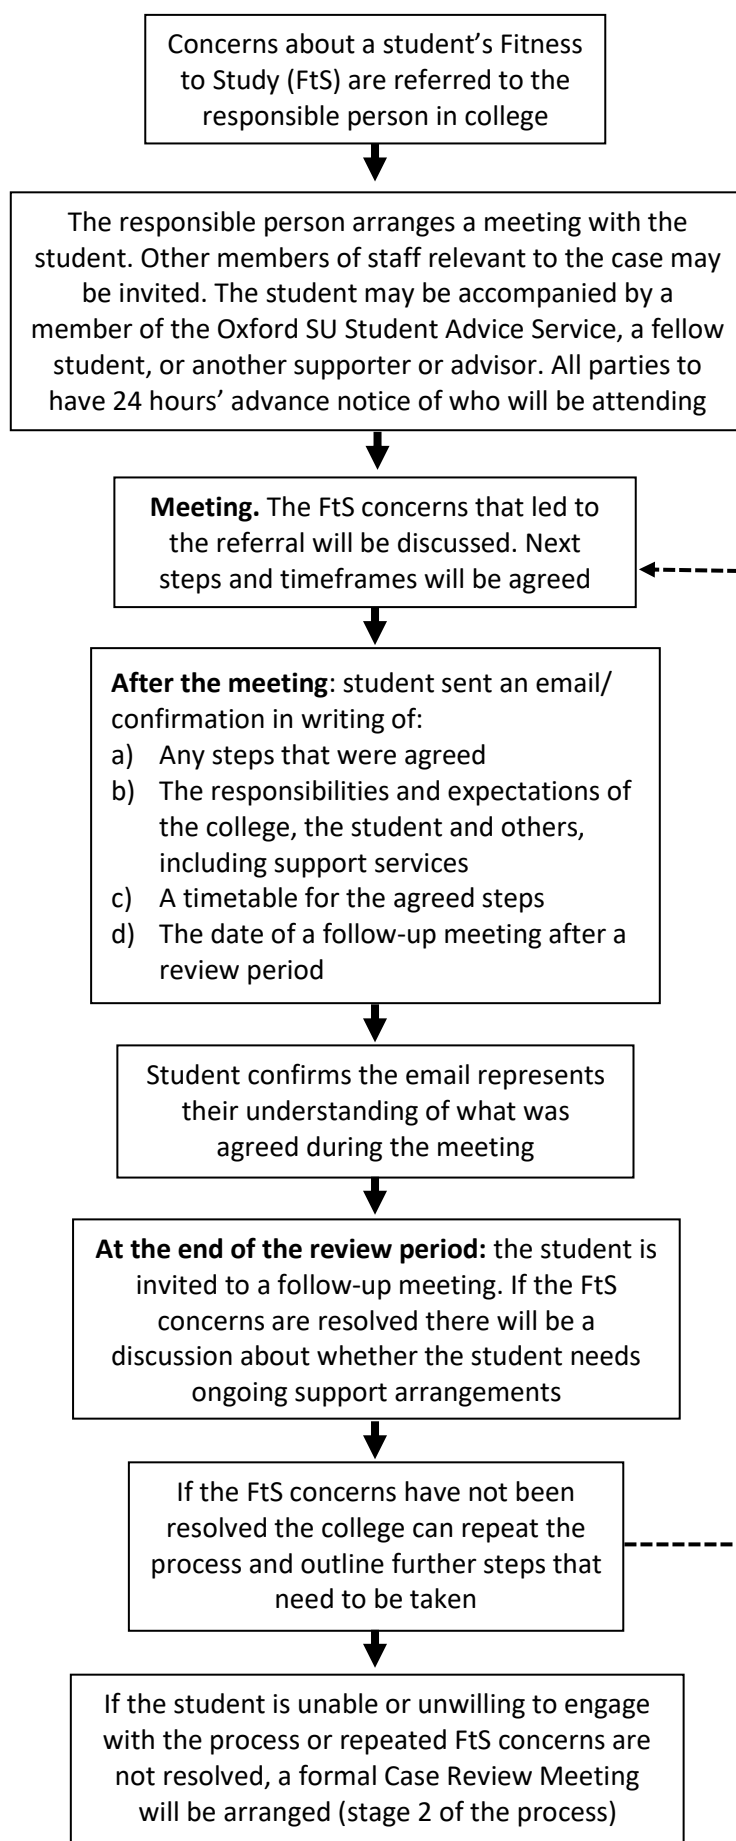 Concerns about a student’s Fitness
to Study (FtS) are referred to the
responsible person in college
The responsible person arranges a meeting with the
student. Other members of staff relevant to the case may
be invited. The student may be accompanied by a
member of the Oxford SU Student Advice Service, a fellow
student, or another supporter or advisor. All parties to
have 24 hours’ advance notice of who will be attending
Meeting. The FtS concerns that led to
the referral will be discussed. Next
steps and timeframes will be agreed
After the meeting: student sent an email/
confirmation in writing of:
a) Any steps that were agreed
b) The responsibilities and expectations of
the college, the student and others,
including support services
c) A timetable for the agreed steps
d) The date of a follow-up meeting after a
review period
Student confirms the email represents
their understanding of what was
agreed during the meeting
At the end of the review period: the student is
invited to a follow-up meeting. If the FtS
concerns are resolved there will be a
discussion about whether the student needs
ongoing support arrangements
If the FtS concerns have not been
resolved the college can repeat the
process and outline further steps that
need to be taken
If the student is unable or unwilling to engage
with the process or repeated FtS concerns are
not resolved, a formal Case Review Meeting
will be arranged (stage 2 of the process)